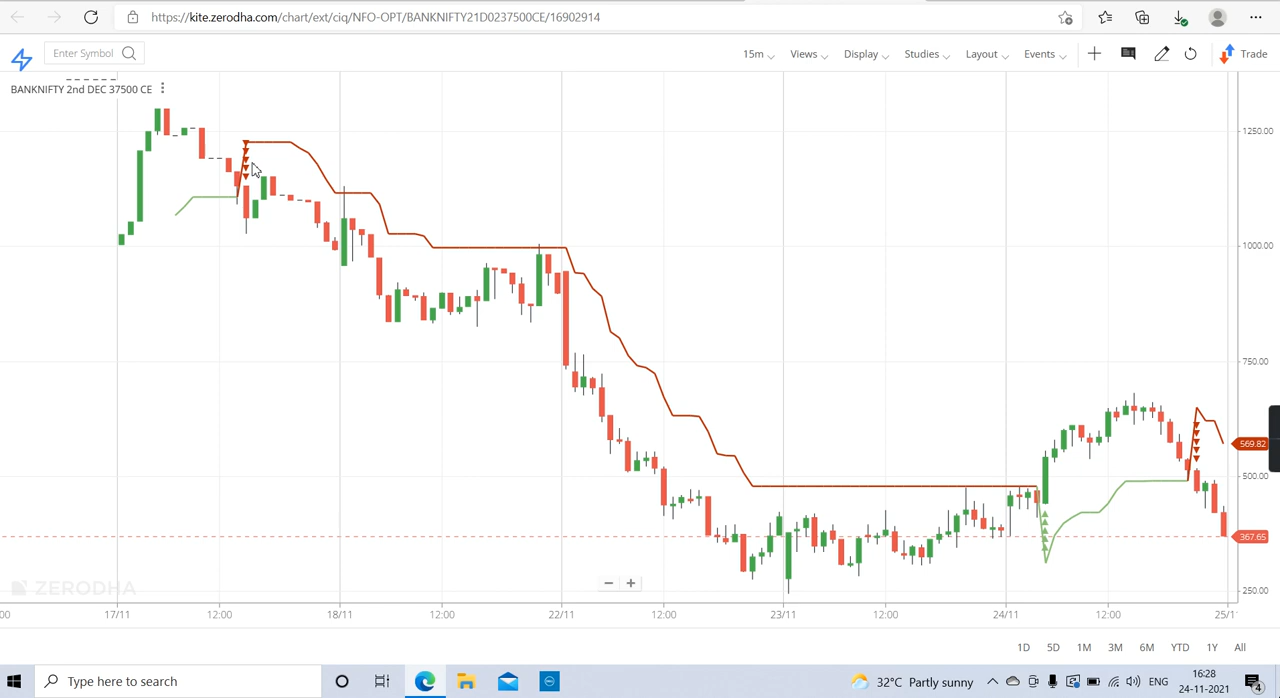 https://kite.zerodha.com/chart/ext/ciq/NFO-OPT/BANKNIFTY21D0237500CE/16902914
Enter Symbol
15m Views Display Studies Layout Events Trade
BANKNIFTY 2nd DEC 37500 CE
1250.00
1000.00
750.00
569.82
500.00
367.65
ZERODHA
250.00
:00 17/11 12:00 18/11 12:00 22/11 12:00 23/11 12:00 24/11 12:00 25/1
1D 5D 1M 3M 6M YTD 1Y All
Type here to search
32°C Partly sunny
ENG
16:28
24-11-2021
4